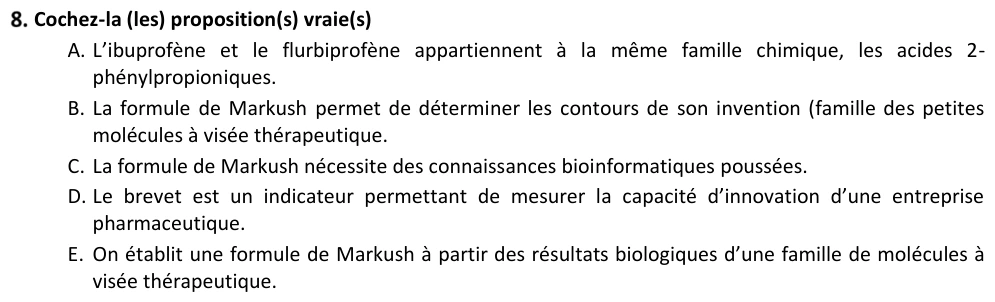 8. Cochez-la (les) proposition(s) vraie(s)
A. L’ibuprofène et le flurbiprofène appartiennent à la même famille chimique, les acides 2-
phénylpropioniques.
B. La formule de Markush permet de déterminer les contours de son invention (famille des petites
molécules à visée thérapeutique.
C. La formule de Markush nécessite des connaissances bioinformatiques poussées.
D. Le brevet est un indicateur permettant de mesurer la capacité d’innovation d’une entreprise
pharmaceutique.
E. On établit une formule de Markush à partir des résultats biologiques d’une famille de molécules à
visée thérapeutique.